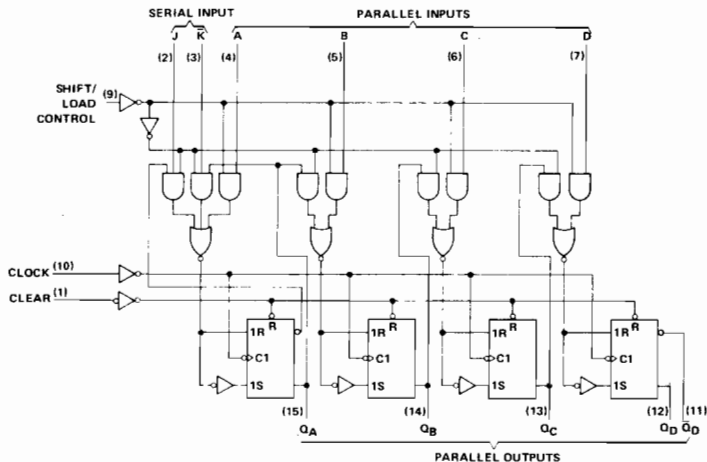 SERIAL INPUT
PARALLEL INPUTS
J K A B C D
(2) (3) (4) (5) (6) (7)
SHIFT/
LOAD
CONTROL
(9)
CLOCK (10)
CLEAR (1)
R R R R
1R 1R 1R 1R
C1 C1 C1 C1
1S 1S 1S 1S
(15) (14) (13) (12) (11)
QA QB QC QD Q̅D
PARALLEL OUTPUTS